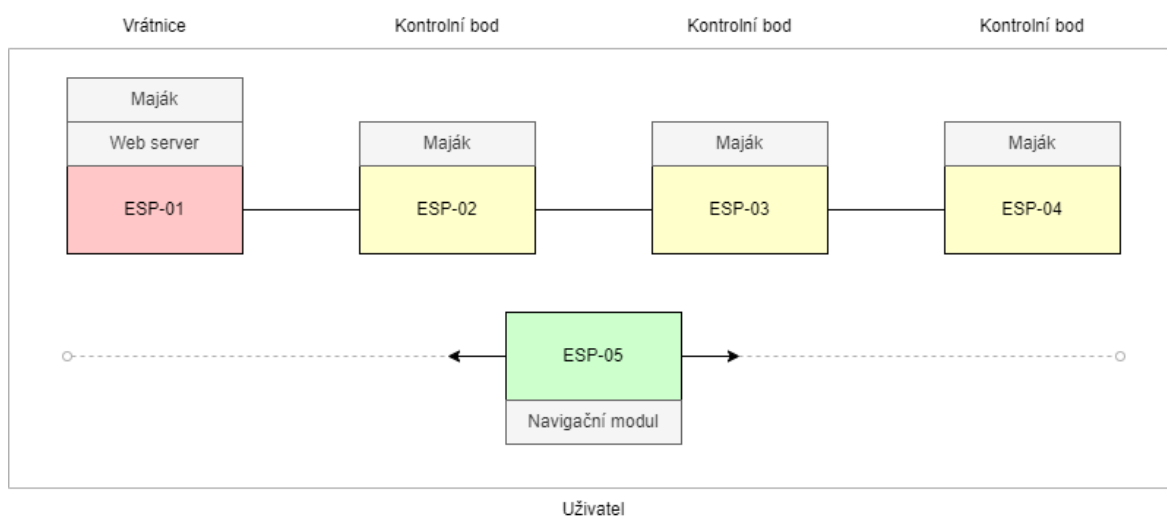 Vrátnice
Kontrolní bod
Kontrolní bod
Kontrolní bod
Maják
Web server
ESP-01
Maják
ESP-02
Maják
ESP-03
Maják
ESP-04
ESP-05
Navigační modul
Uživatel